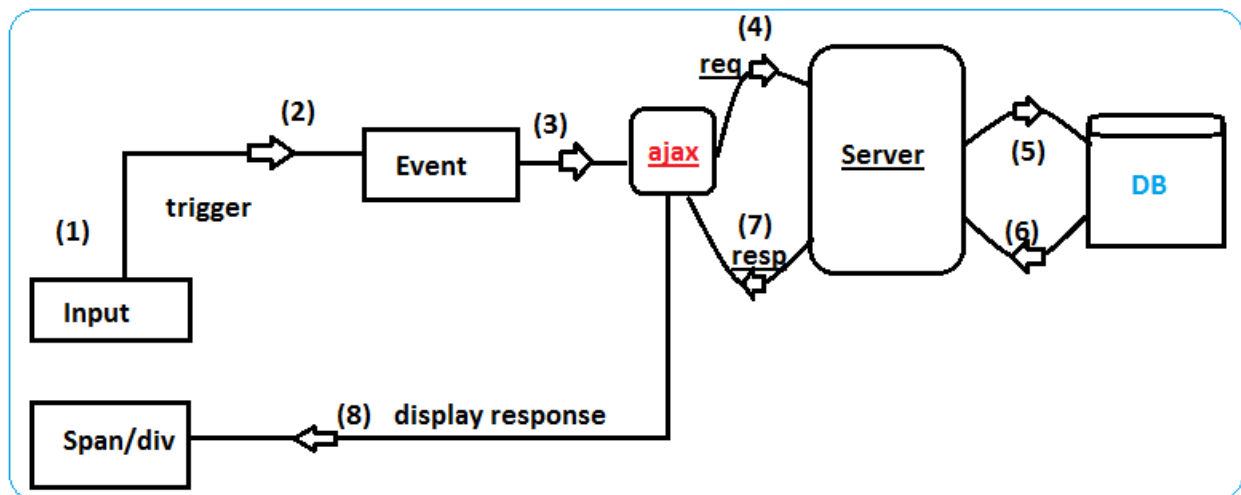 (4)
req
(2)
(3)
Event
ajax
Server
(5)
DB
trigger
(1)
(7)
resp
(6)
Input
(8) display response
Span/div